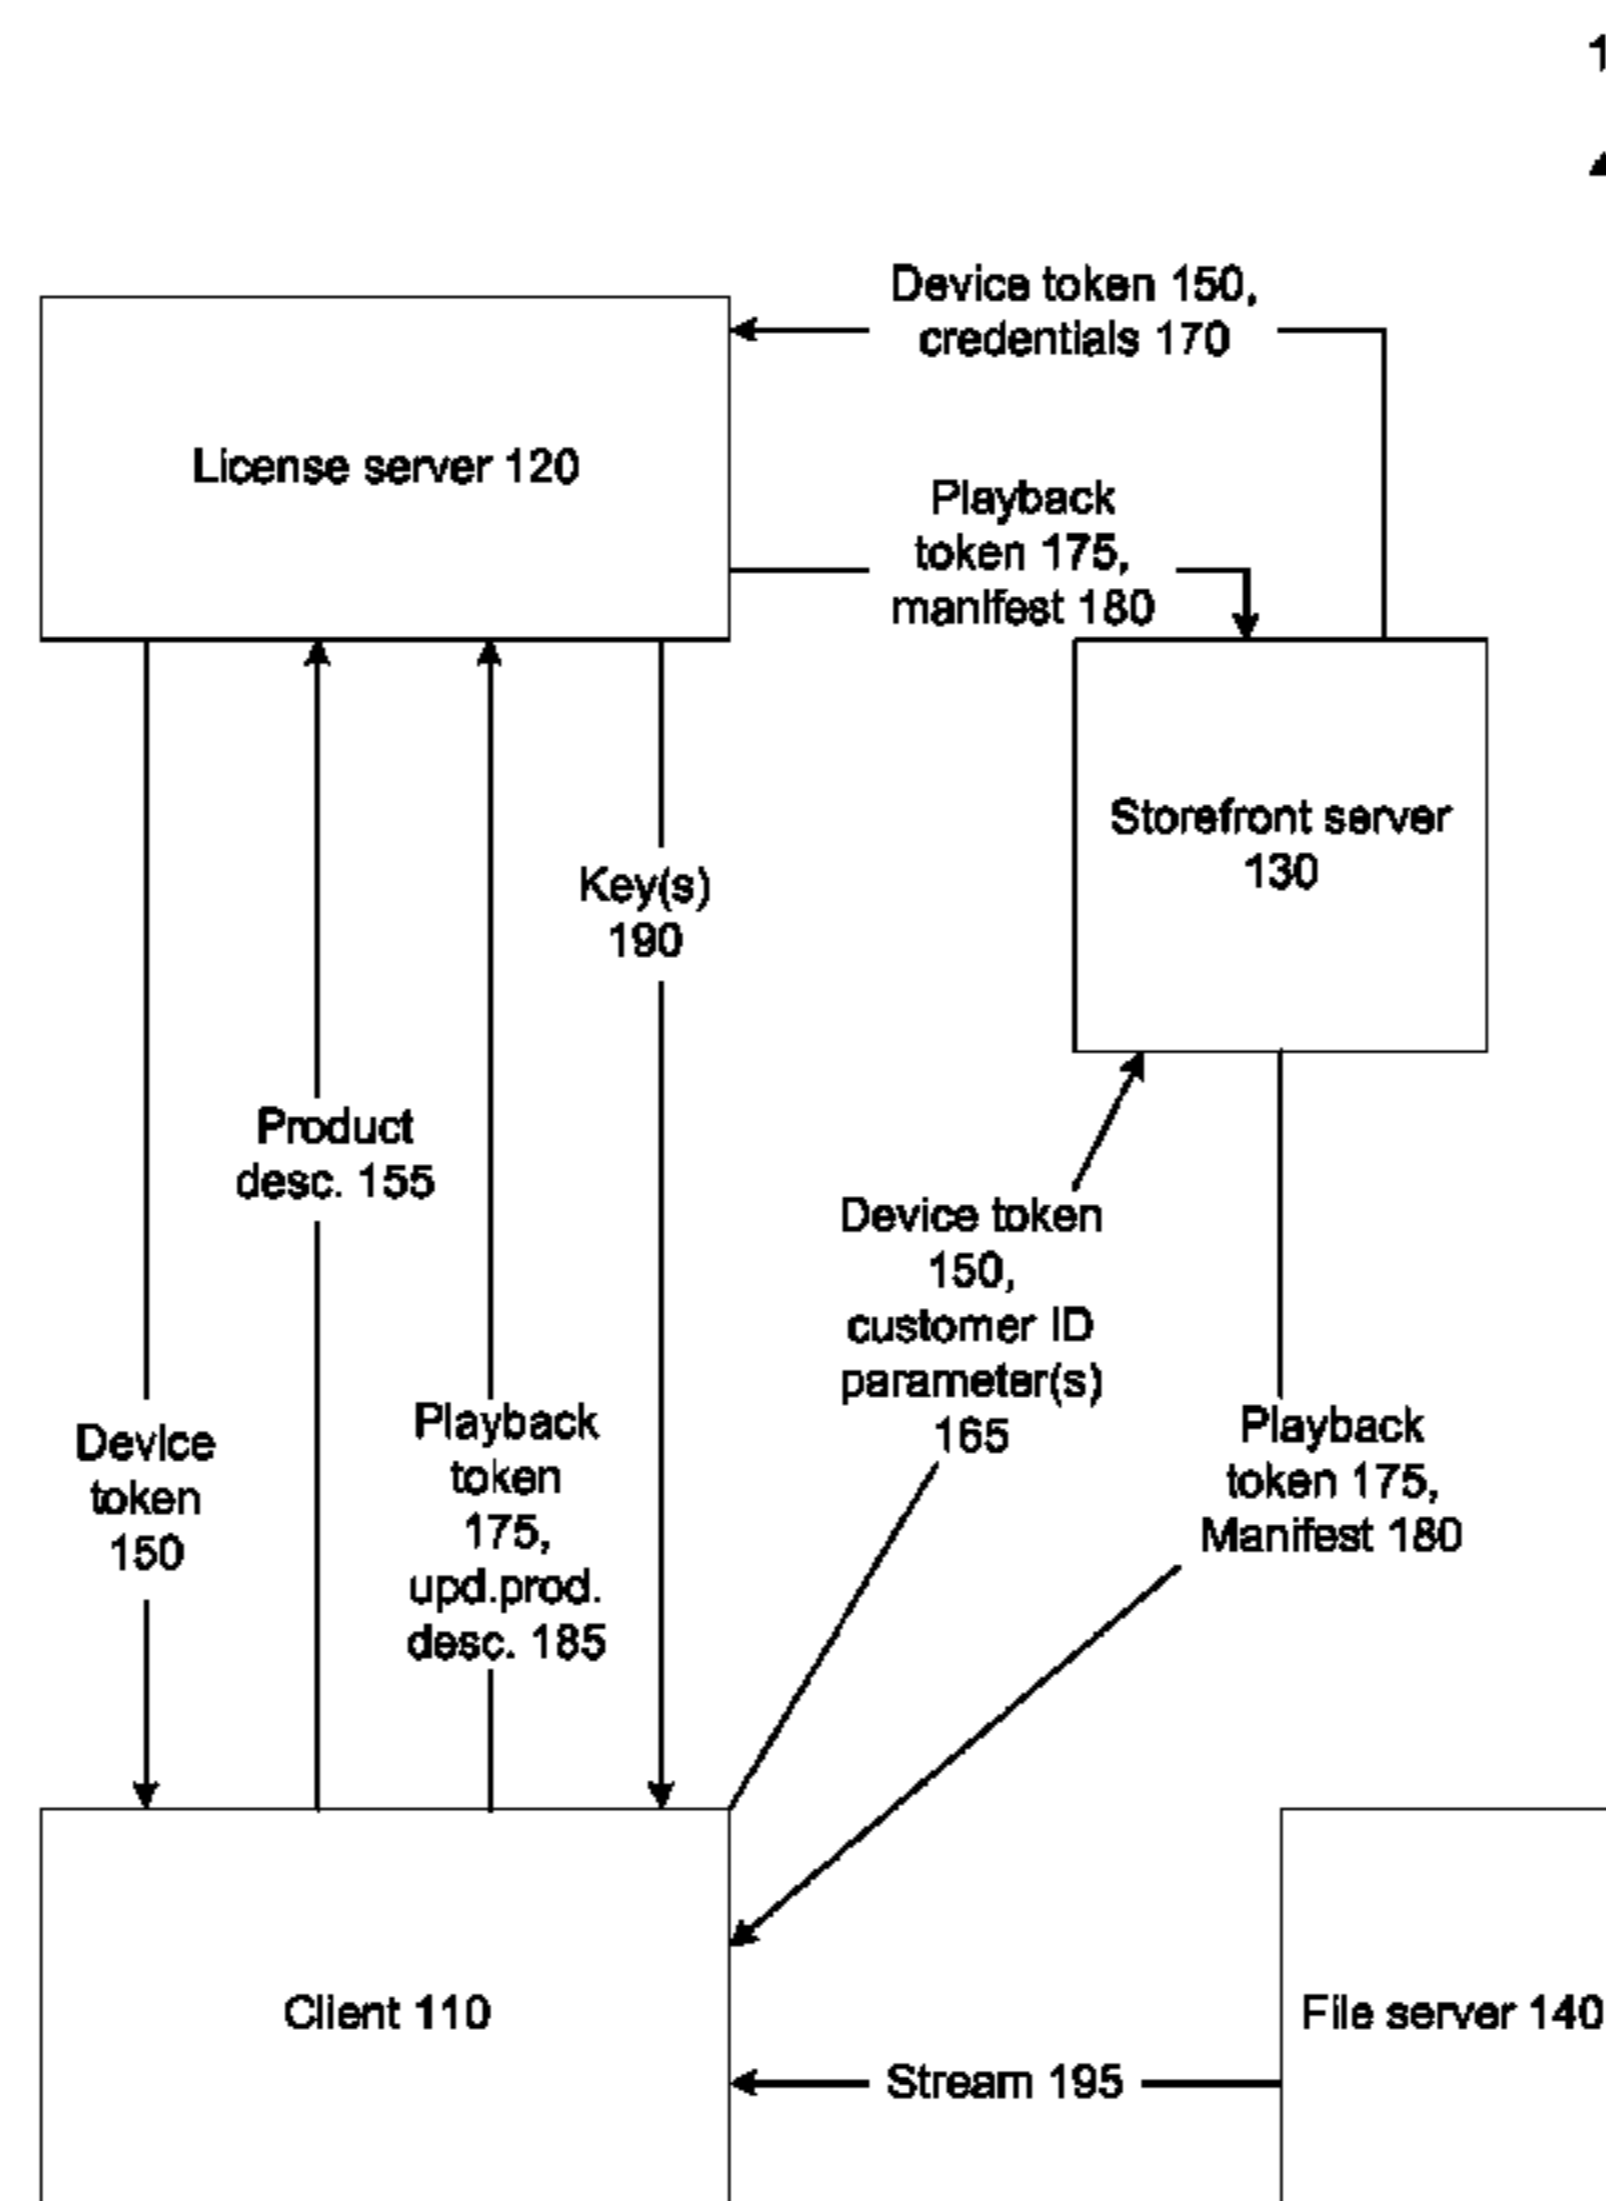 1
Device token 150,
credentials 170
License server 120
Playback
token 175,
manifest 180
Storefront server
130
Key(s)
190
Product
desc. 155
Device token
150,
customer ID
parameter(s)
165
Device
token
150
Playback
token
175,
upd.prod.
desc. 185
Playback
token 175,
Manifest 180
Client 110
File server 140
Stream 195